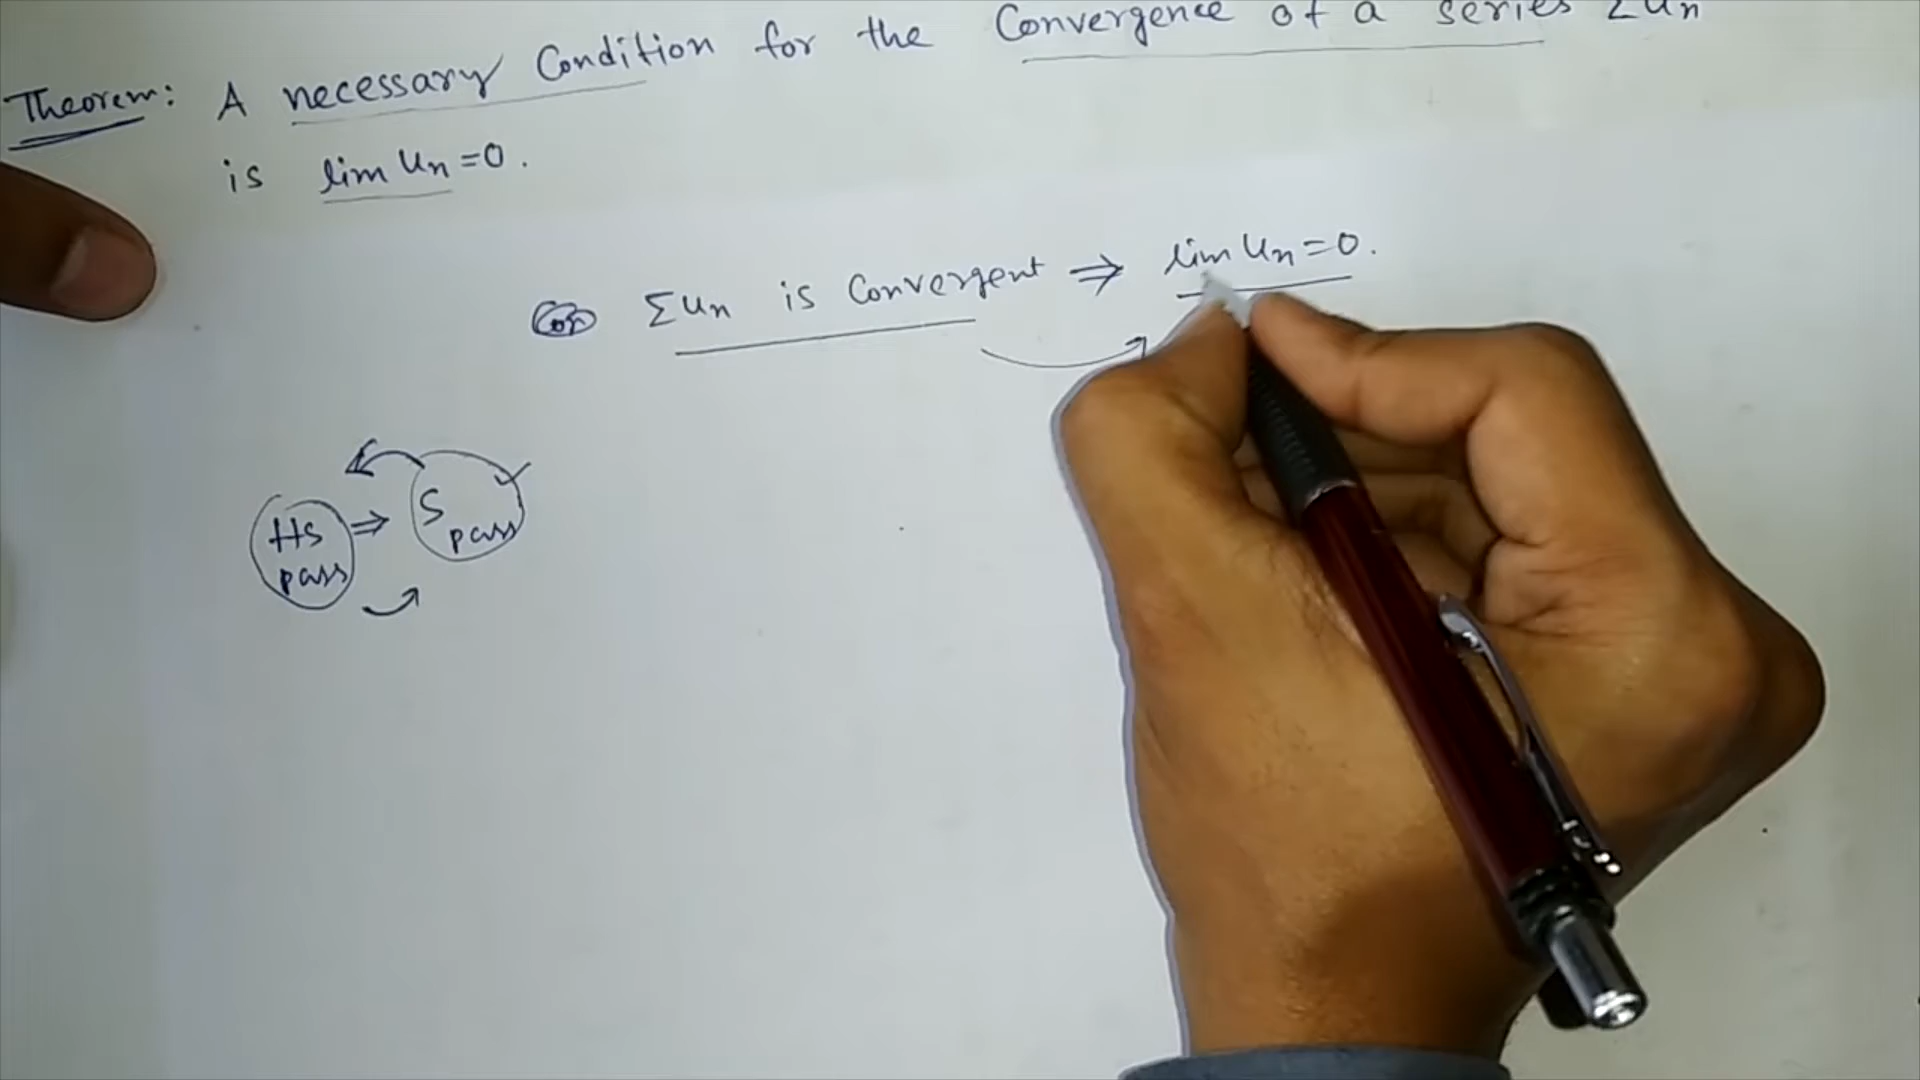 Theorem: A necessary Condition for the Convergence of a series Σun
is lim un = 0.
(or) Σun is Convergent ⇒ lim un = 0.
HS pass ⇒ S pass